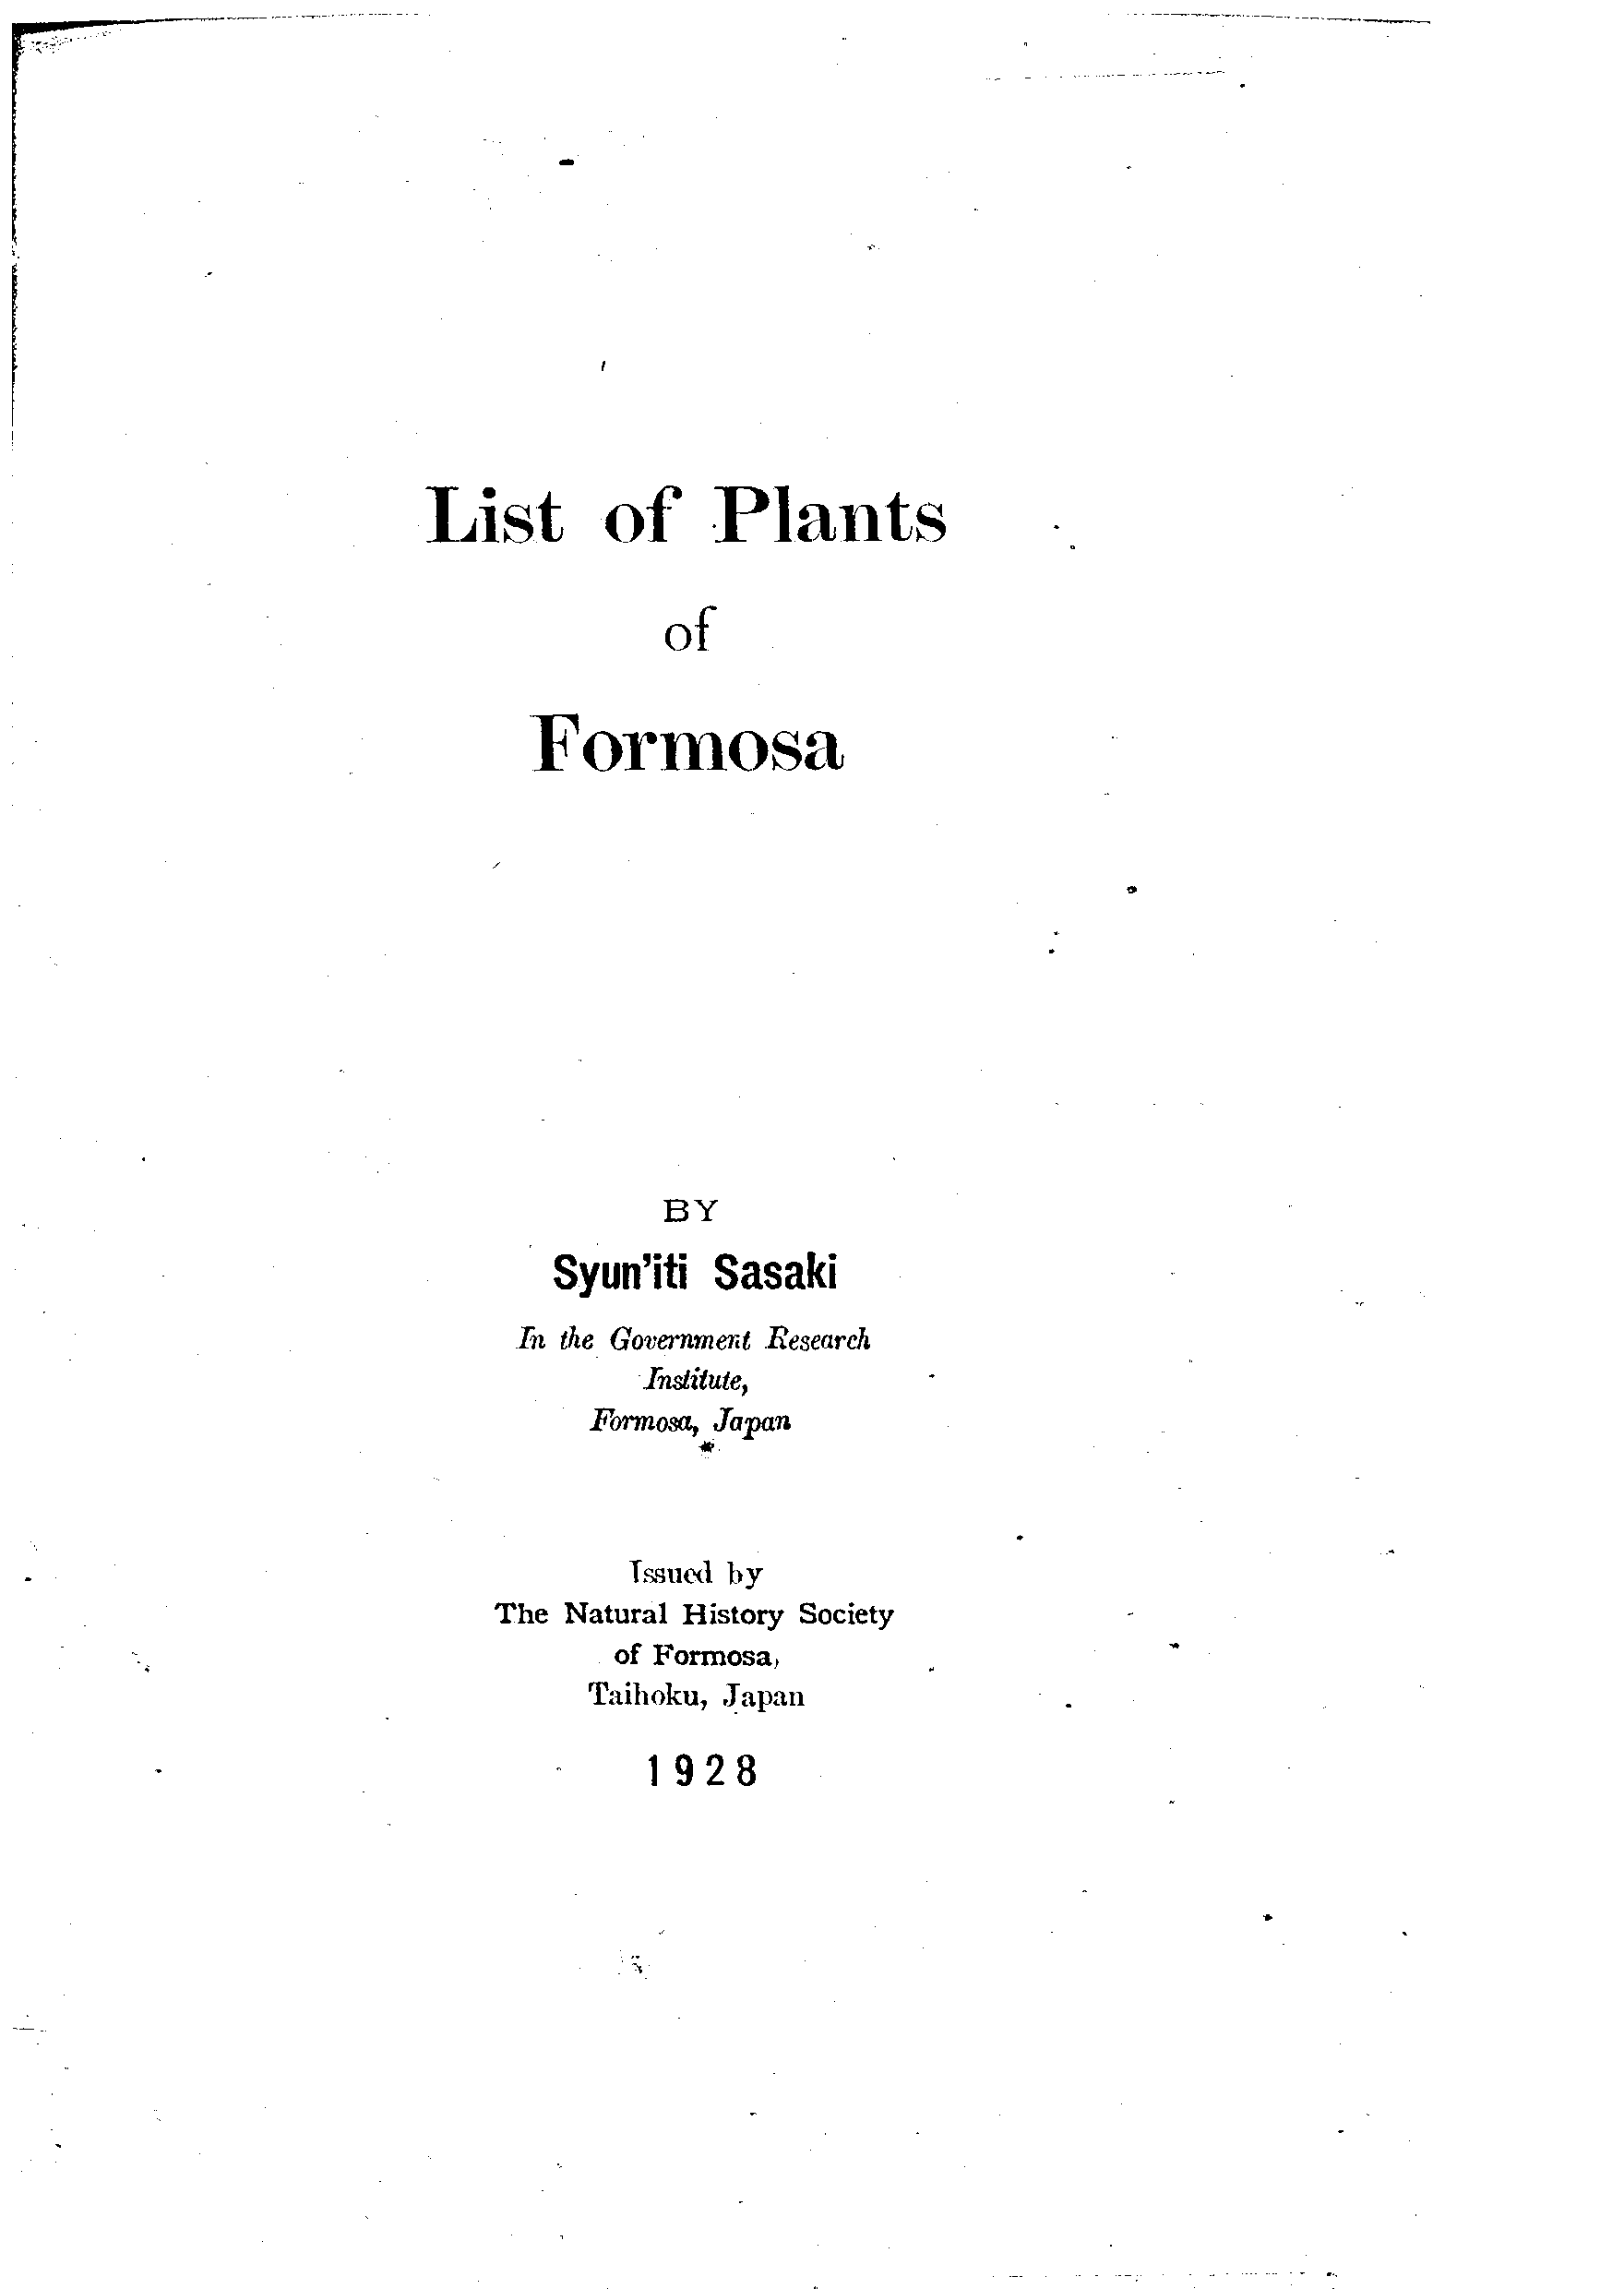 List of Plants
of
Formosa
BY
Syun'iti Sasaki
In the Government Research
Institute,
Formosa, Japan
Issued by
The Natural History Society
of Formosa,
Taihoku, Japan
1928